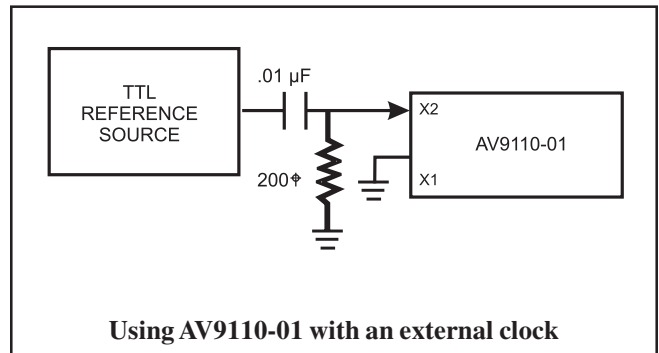 TTL
REFERENCE
SOURCE
.01 µF
200⌖
X2
AV9110-01
X1
Using AV9110-01 with an external clock